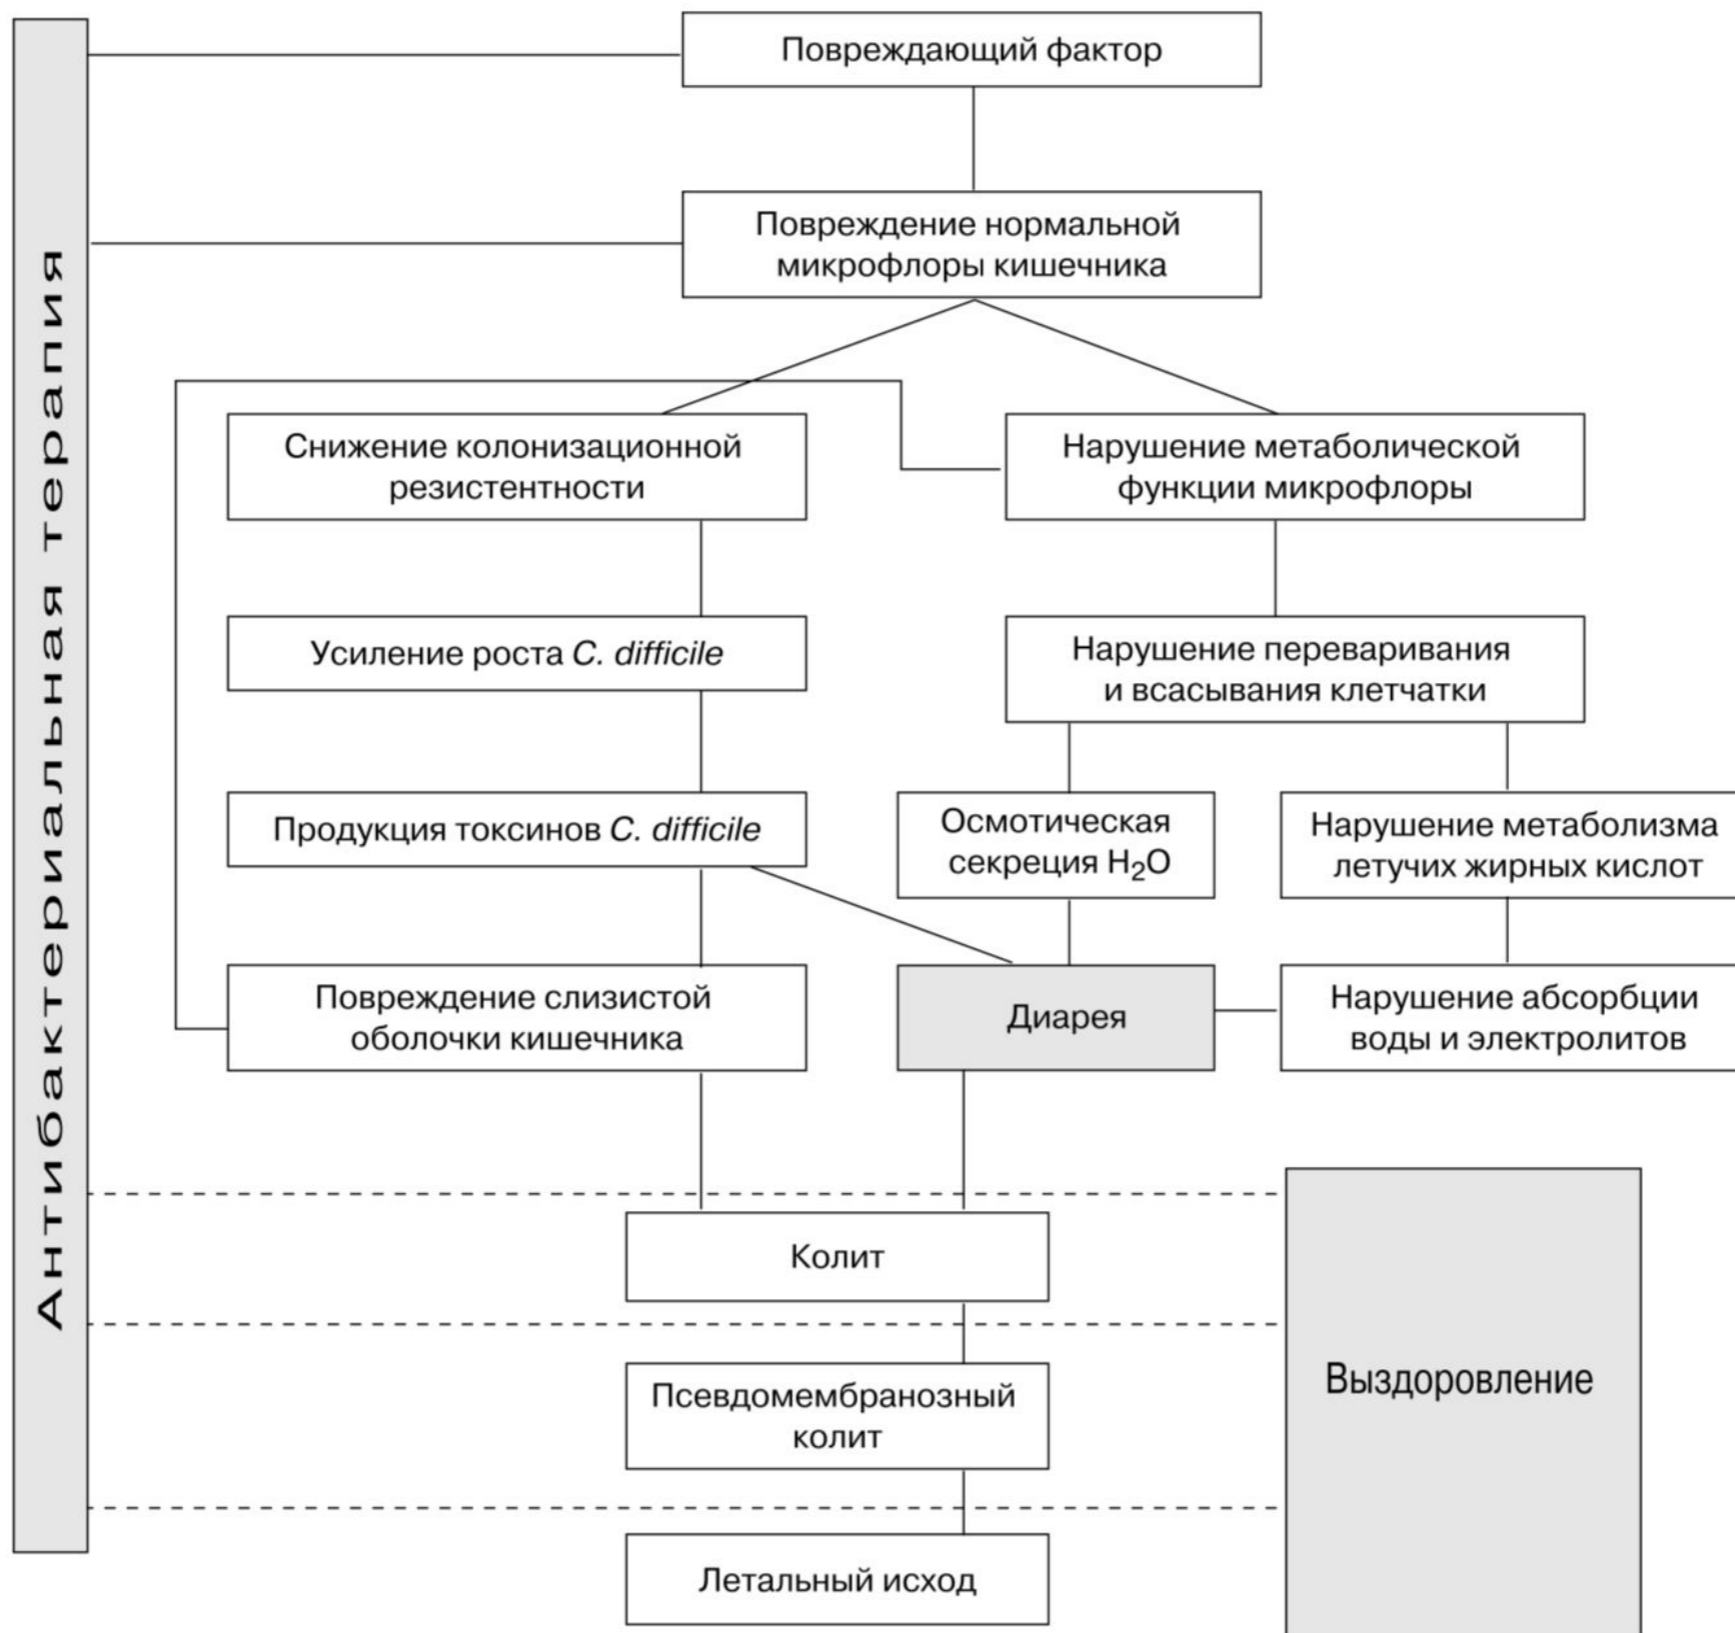 Антибактериальная терапия
Повреждающий фактор
Повреждение нормальной
микрофлоры кишечника
Снижение колонизационной
резистентности
Нарушение метаболической
функции микрофлоры
Усиление роста C. difficile
Нарушение переваривания
и всасывания клетчатки
Продукция токсинов C. difficile
Осмотическая
секреция H₂O
Нарушение метаболизма
летучих жирных кислот
Повреждение слизистой
оболочки кишечника
Диарея
Нарушение абсорбции
воды и электролитов
Колит
Псевдомембранозный
колит
Выздоровление
Летальный исход